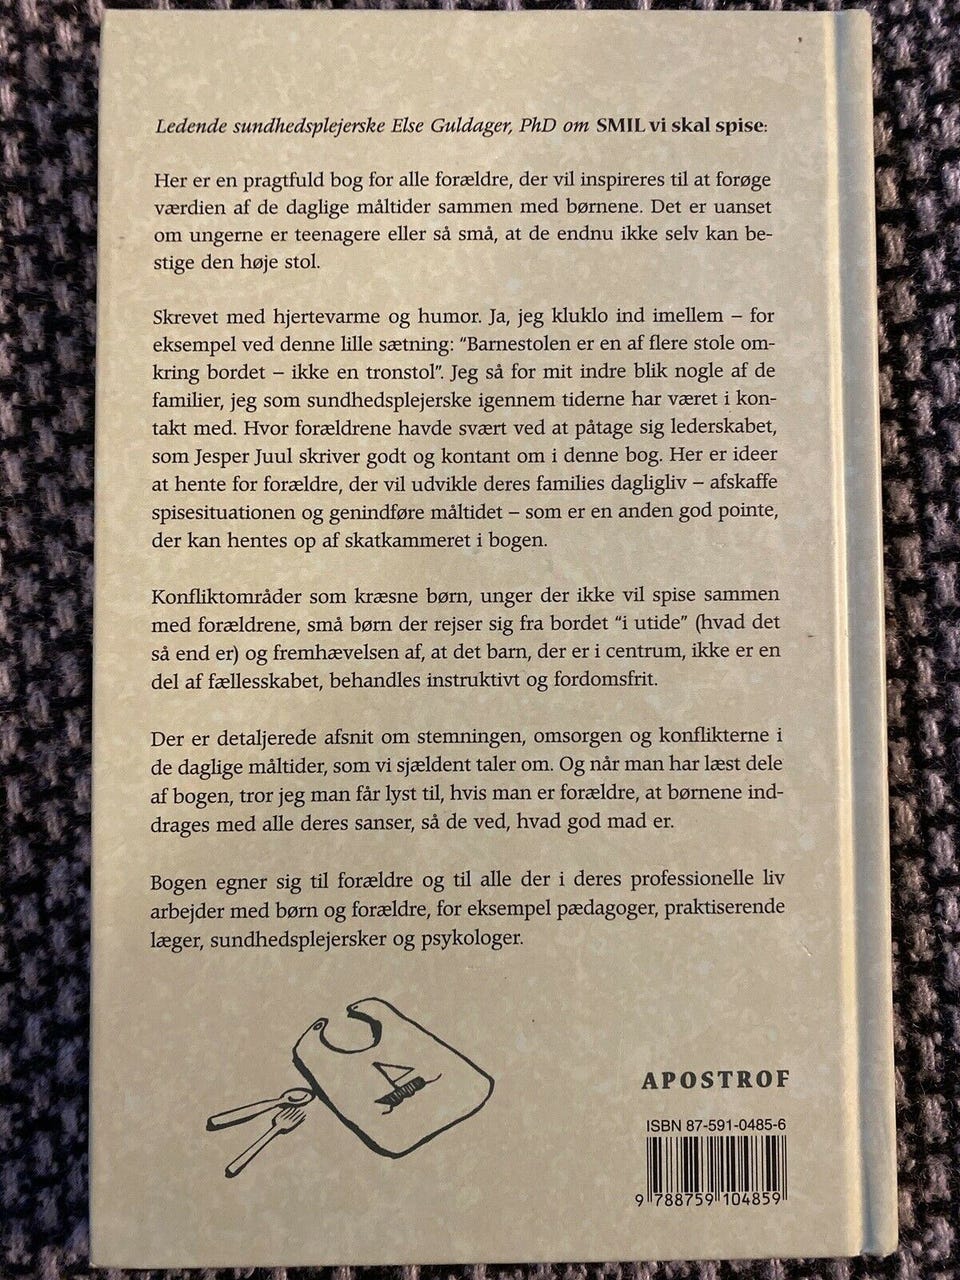 Ledende sundhedsplejerske Else Guldager, PhD om SMIL vi skal spise:
Her er en pragtfuld bog for alle forældre, der vil inspireres til at forøge
værdien af de daglige måltider sammen med børnene. Det er uanset
om ungerne er teenagere eller så små, at de endnu ikke selv kan be-
stige den høje stol.
Skrevet med hjertevarme og humor. Ja, jeg kluklo ind imellem – for
eksempel ved denne lille sætning: "Barnestolen er en af flere stole om-
kring bordet – ikke en tronstol". Jeg så for mit indre blik nogle af de
familier, jeg som sundhedsplejerske igennem tiderne har været i kon-
takt med. Hvor forældrene havde svært ved at påtage sig lederskabet,
som Jesper Juul skriver godt og kontant om i denne bog. Her er ideer
at hente for forældre, der vil udvikle deres families dagligliv – afskaffe
spisesituationen og genindføre måltidet – som er en anden god pointe,
der kan hentes op af skatkammeret i bogen.
Konfliktområder som kræsne børn, unger der ikke vil spise sammen
med forældrene, små børn der rejser sig fra bordet "i utide" (hvad det
så end er) og fremhævelsen af, at det barn, der er i centrum, ikke er en
del af fællesskabet, behandles instruktivt og fordomsfrit.
Der er detaljerede afsnit om stemningen, omsorgen og konflikterne i
de daglige måltider, som vi sjældent taler om. Og når man har læst dele
af bogen, tror jeg man får lyst til, hvis man er forældre, at børnene ind-
drages med alle deres sanser, så de ved, hvad god mad er.
Bogen egner sig til forældre og til alle der i deres professionelle liv
arbejder med børn og forældre, for eksempel pædagoger, praktiserende
læger, sundhedsplejersker og psykologer.
APOSTROF
ISBN 87-591-0485-6
9 788759 104859